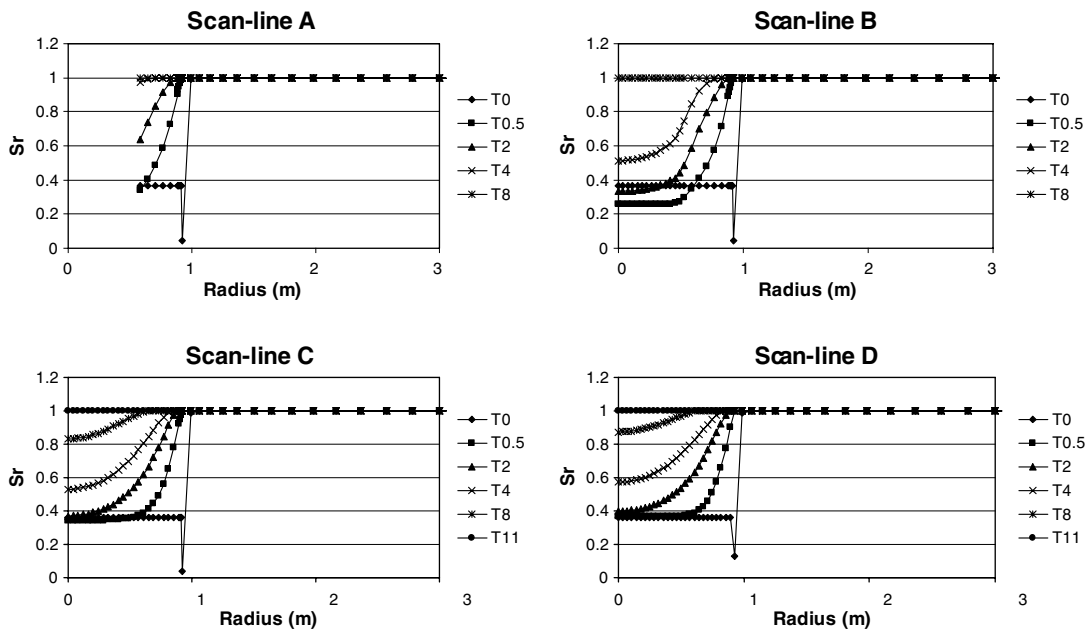 Scan-line A
1.2
1
0.8
0.6
0.4
0.2
0
Sr
0 1 2 3
Radius (m)
T0
T0.5
T2
T4
T8
Scan-line B
1.2
1
0.8
0.6
0.4
0.2
0
Sr
0 1 2 3
Radius (m)
T0
T0.5
T2
T4
T8
Scan-line C
1.2
1
0.8
0.6
0.4
0.2
0
Sr
0 1 2 3
Radius (m)
T0
T0.5
T2
T4
T8
T11
Scan-line D
1.2
1
0.8
0.6
0.4
0.2
0
Sr
0 1 2 3
Radius (m)
T0
T0.5
T2
T4
T8
T11